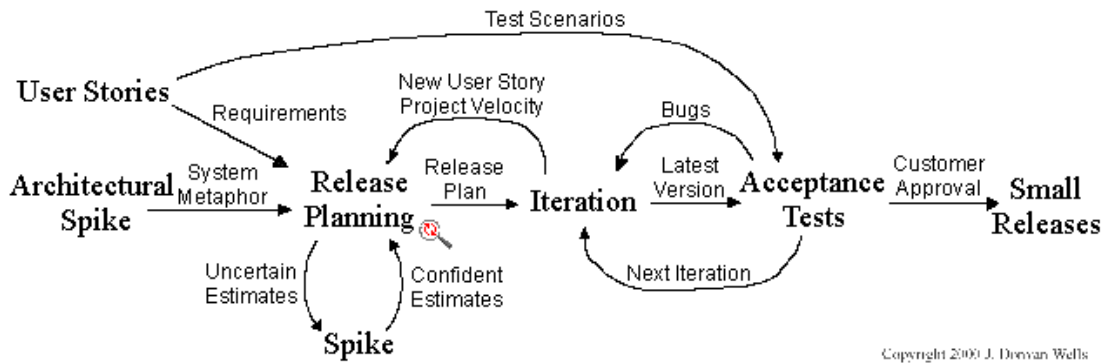 Test Scenarios
User Stories
New User Story
Project Velocity
Requirements
Bugs
Architectural
Spike
System
Metaphor
Release
Planning
Release
Plan
Iteration
Latest
Version
Acceptance
Tests
Customer
Approval
Small
Releases
Uncertain
Estimates
Confident
Estimates
Next Iteration
Spike
Copyright 2000 J. Donvan Wells